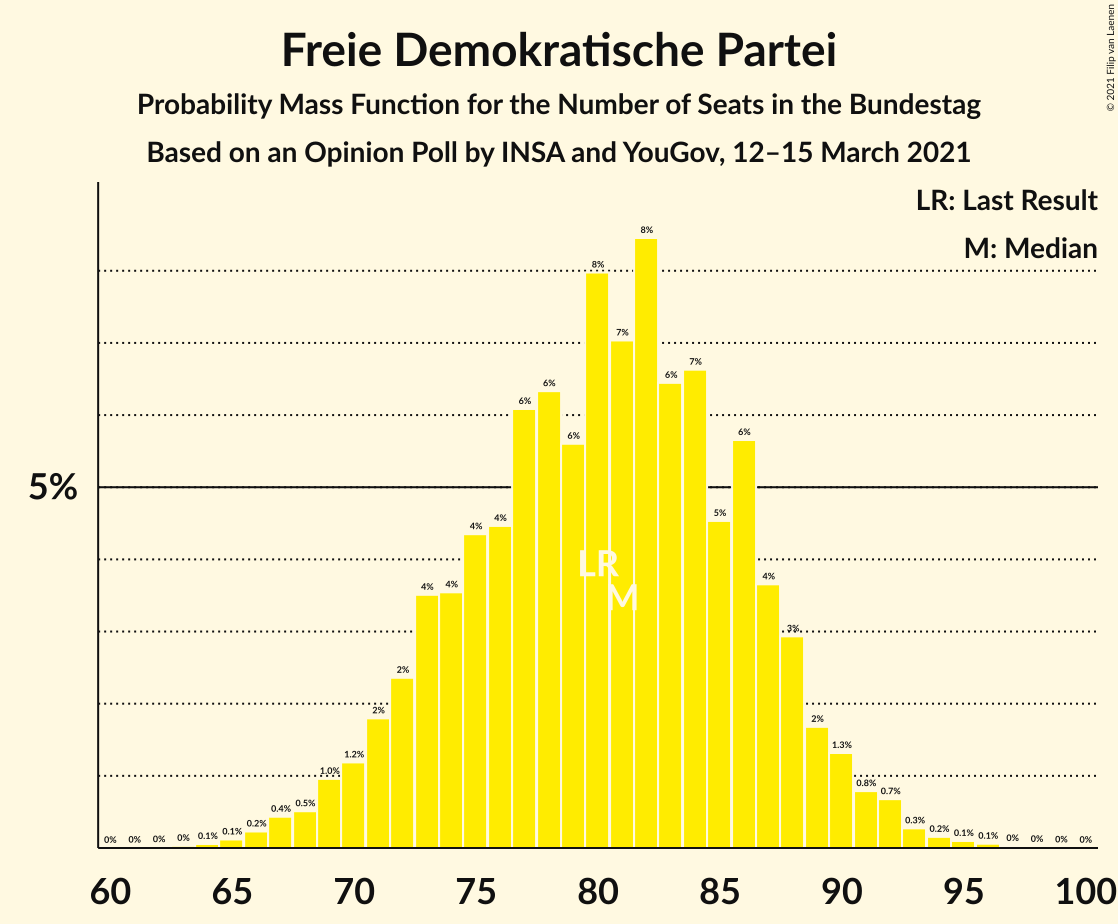 © 2021 Filip van Laenen
Freie Demokratische Partei
Probability Mass Function for the Number of Seats in the Bundestag
Based on an Opinion Poll by INSA and YouGov, 12–15 March 2021
LR: Last Result
M: Median
5%
0% 0% 0% 0% 0.1% 0.1% 0.2% 0.4% 0.5% 1.0% 1.2% 2% 2% 4% 4% 4% 4% 6% 6% 6% 8% 7% 8% 6% 7% 5% 6% 4% 3% 2% 1.3% 0.8% 0.7% 0.3% 0.2% 0.1% 0.1% 0% 0% 0% 0%
LR
M
60 65 70 75 80 85 90 95 100